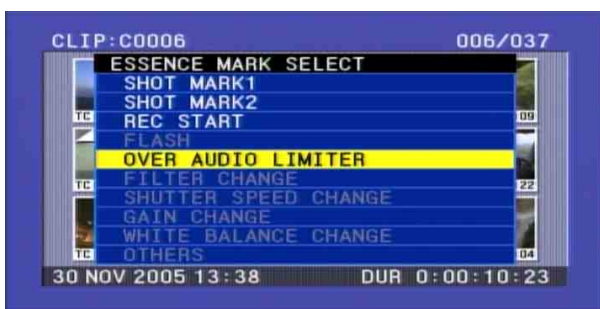 CLIP:C0006 006/037
ESSENCE MARK SELECT
SHOT MARK1
SHOT MARK2
TC REC START 09
FLASH
OVER AUDIO LIMITER
TC FILTER CHANGE 22
SHUTTER SPEED CHANGE
GAIN CHANGE
WHITE BALANCE CHANGE
TC OTHERS 04
30 NOV 2005 13:38 DUR 0:00:10:23